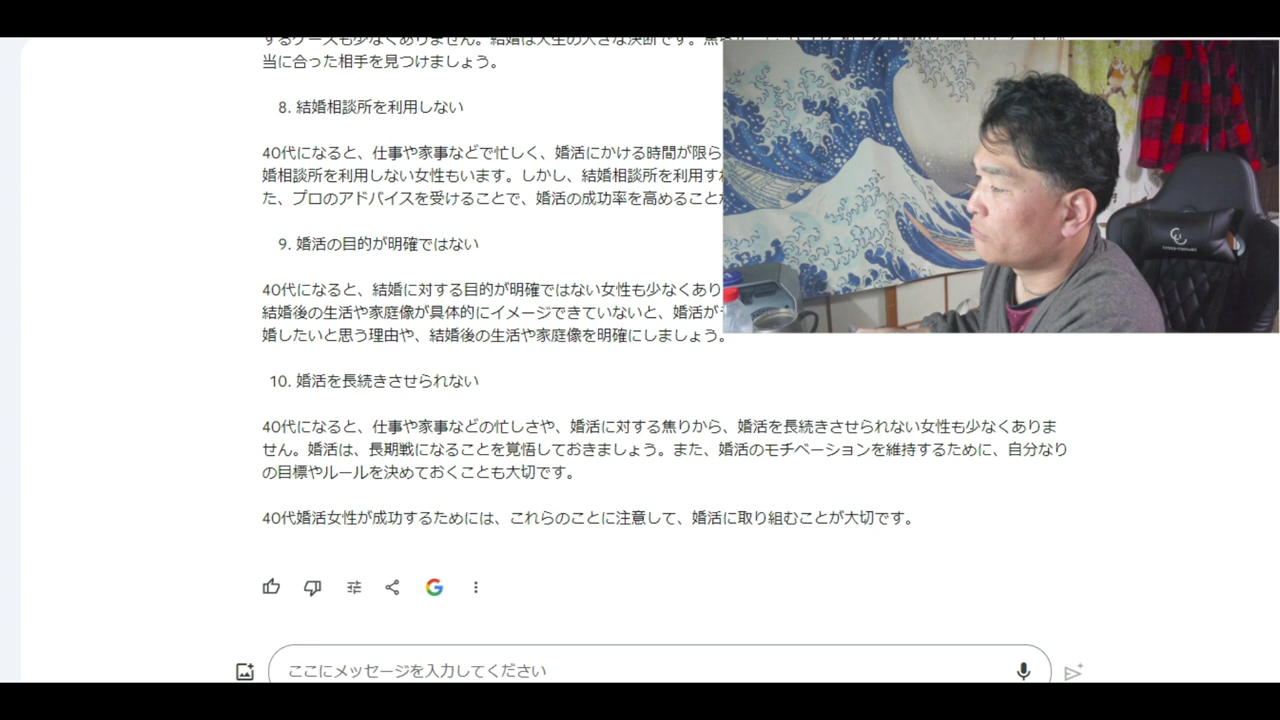 当に合った相手を見つけましょう。
8. 結婚相談所を利用しない
40代になると、仕事や家事などで忙しく、婚活にかける時間が限ら
婚相談所を利用しない女性もいます。しかし、結婚相談所を利用す
た、プロのアドバイスを受けることで、婚活の成功率を高めること
9. 婚活の目的が明確ではない
40代になると、結婚に対する目的が明確ではない女性も少なくあり
結婚後の生活や家庭像が具体的にイメージできていないと、婚活が
婚したいと思う理由や、結婚後の生活や家庭像を明確にしましょう。
10. 婚活を長続きさせられない
40代になると、仕事や家事などの忙しさや、婚活に対する焦りから、婚活を長続きさせられない女性も少なくありま
せん。婚活は、長期戦になることを覚悟しておきましょう。また、婚活のモチベーションを維持するために、自分なり
の目標やルールを決めておくことも大切です。
40代婚活女性が成功するためには、これらのことに注意して、婚活に取り組むことが大切です。
ここにメッセージを入力してください